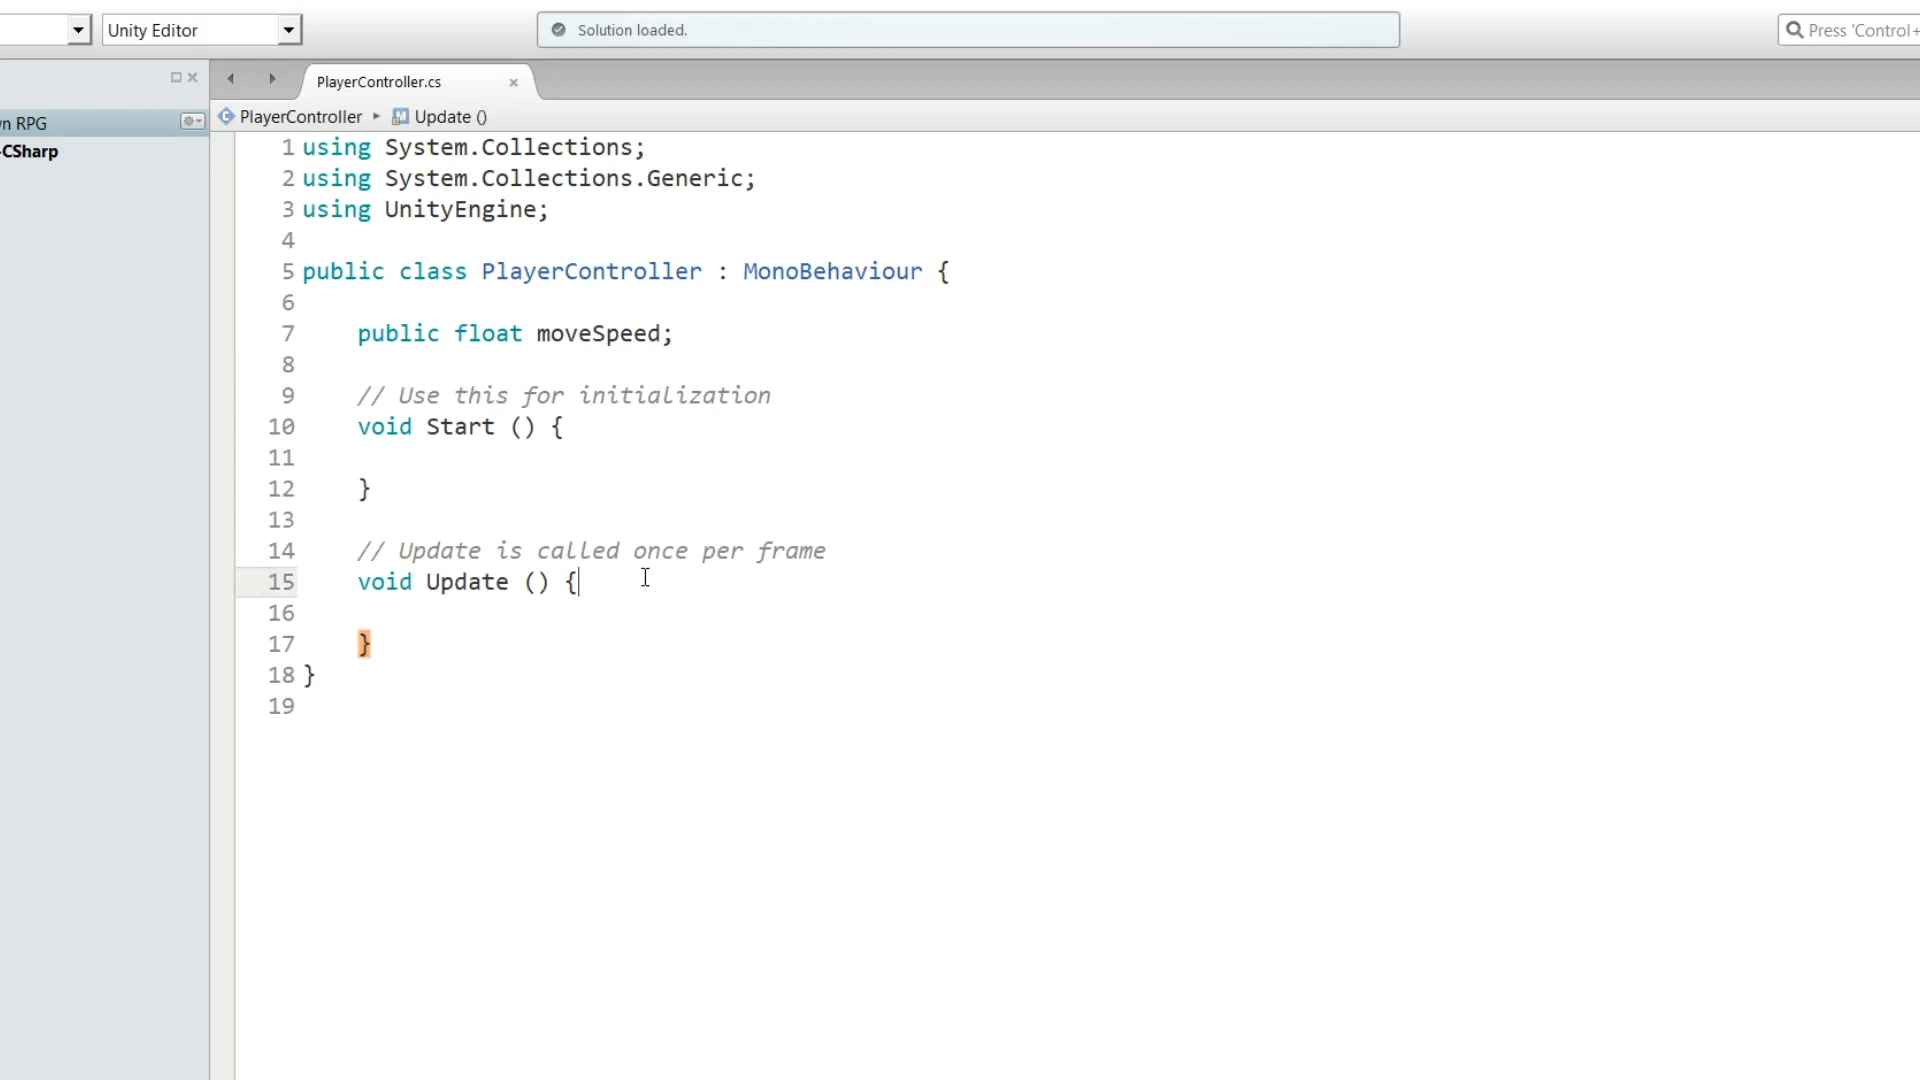 Unity Editor
Solution loaded.
Press 'Control+
PlayerController.cs
n RPG
PlayerController
Update ()
-CSharp
1 using System.Collections;
2 using System.Collections.Generic;
3 using UnityEngine;
4
5 public class PlayerController : MonoBehaviour {
6
7 public float moveSpeed;
8
9 // Use this for initialization
10 void Start () {
11
12 }
13
14 // Update is called once per frame
15 void Update () {
16
17 }
18 }
19